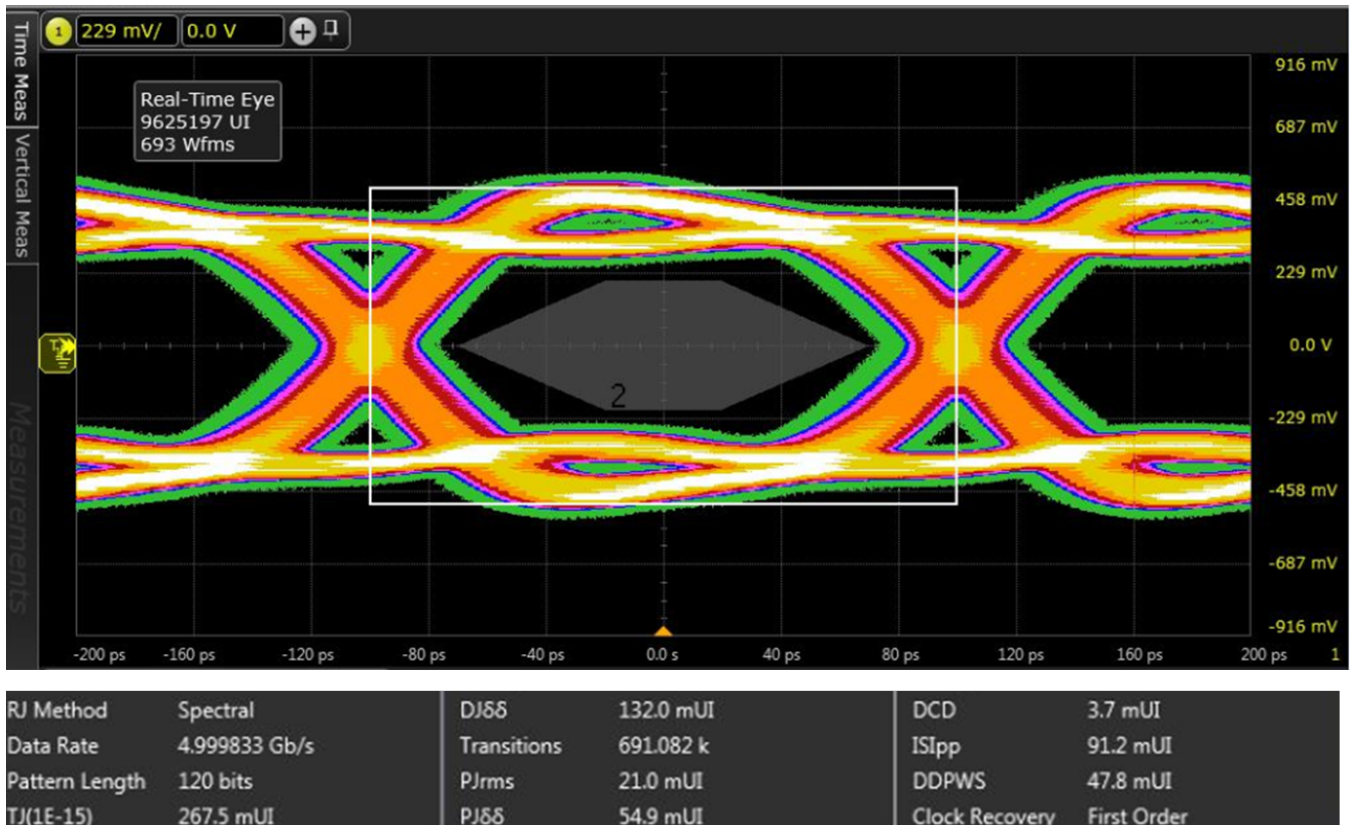 1 229 mV/ 0.0 V +
Time Meas
Vertical Meas
Measurements
Real-Time Eye
9625197 UI
693 Wfms
916 mV
687 mV
458 mV
229 mV
0.0 V
-229 mV
-458 mV
-687 mV
-916 mV
2
-200 ps -160 ps -120 ps -80 ps -40 ps 0.0 s 40 ps 80 ps 120 ps 160 ps 200 ps 1
RJ Method Spectral DJδδ 132.0 mUI DCD 3.7 mUI
Data Rate 4.999833 Gb/s Transitions 691.082 k ISIpp 91.2 mUI
Pattern Length 120 bits PJrms 21.0 mUI DDPWS 47.8 mUI
TJ(1E-15) 267.5 mUI PJδδ 54.9 mUI Clock Recovery First Order